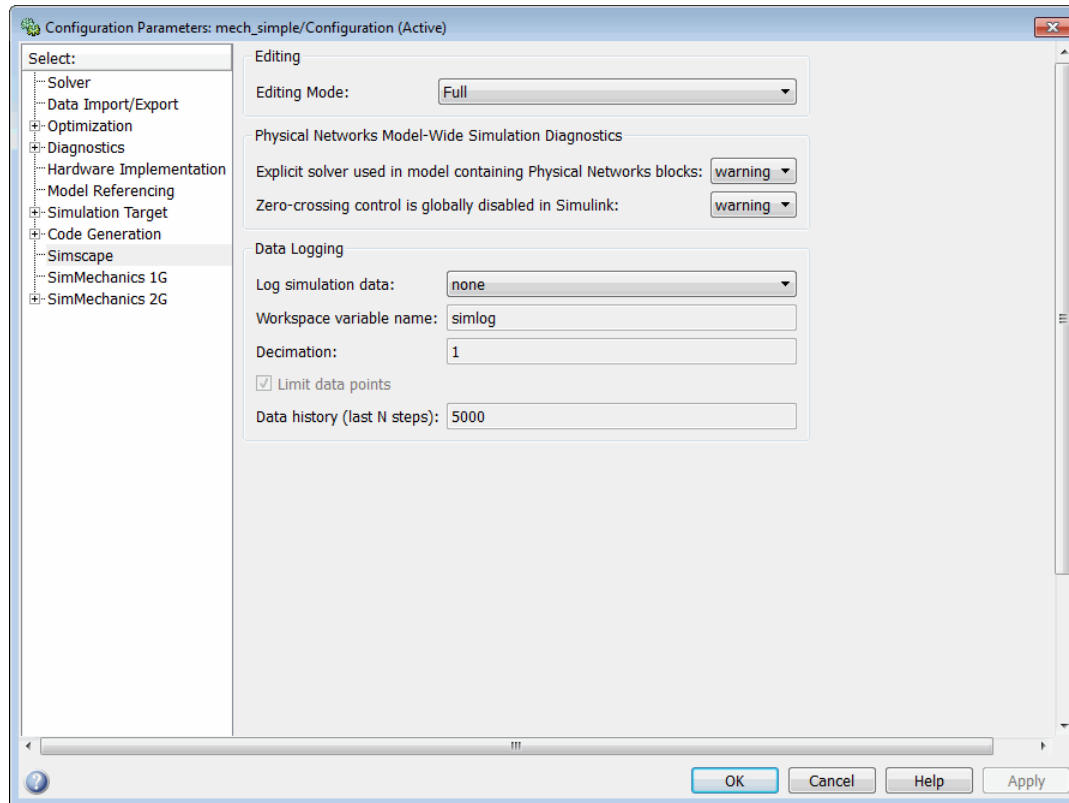 Configuration Parameters: mech_simple/Configuration (Active)
Select:
Solver
Data Import/Export
Optimization
Diagnostics
Hardware Implementation
Model Referencing
Simulation Target
Code Generation
Simscape
SimMechanics 1G
SimMechanics 2G
Editing
Editing Mode: Full
Physical Networks Model-Wide Simulation Diagnostics
Explicit solver used in model containing Physical Networks blocks: warning
Zero-crossing control is globally disabled in Simulink: warning
Data Logging
Log simulation data: none
Workspace variable name: simlog
Decimation: 1
Limit data points
Data history (last N steps): 5000
OK Cancel Help Apply